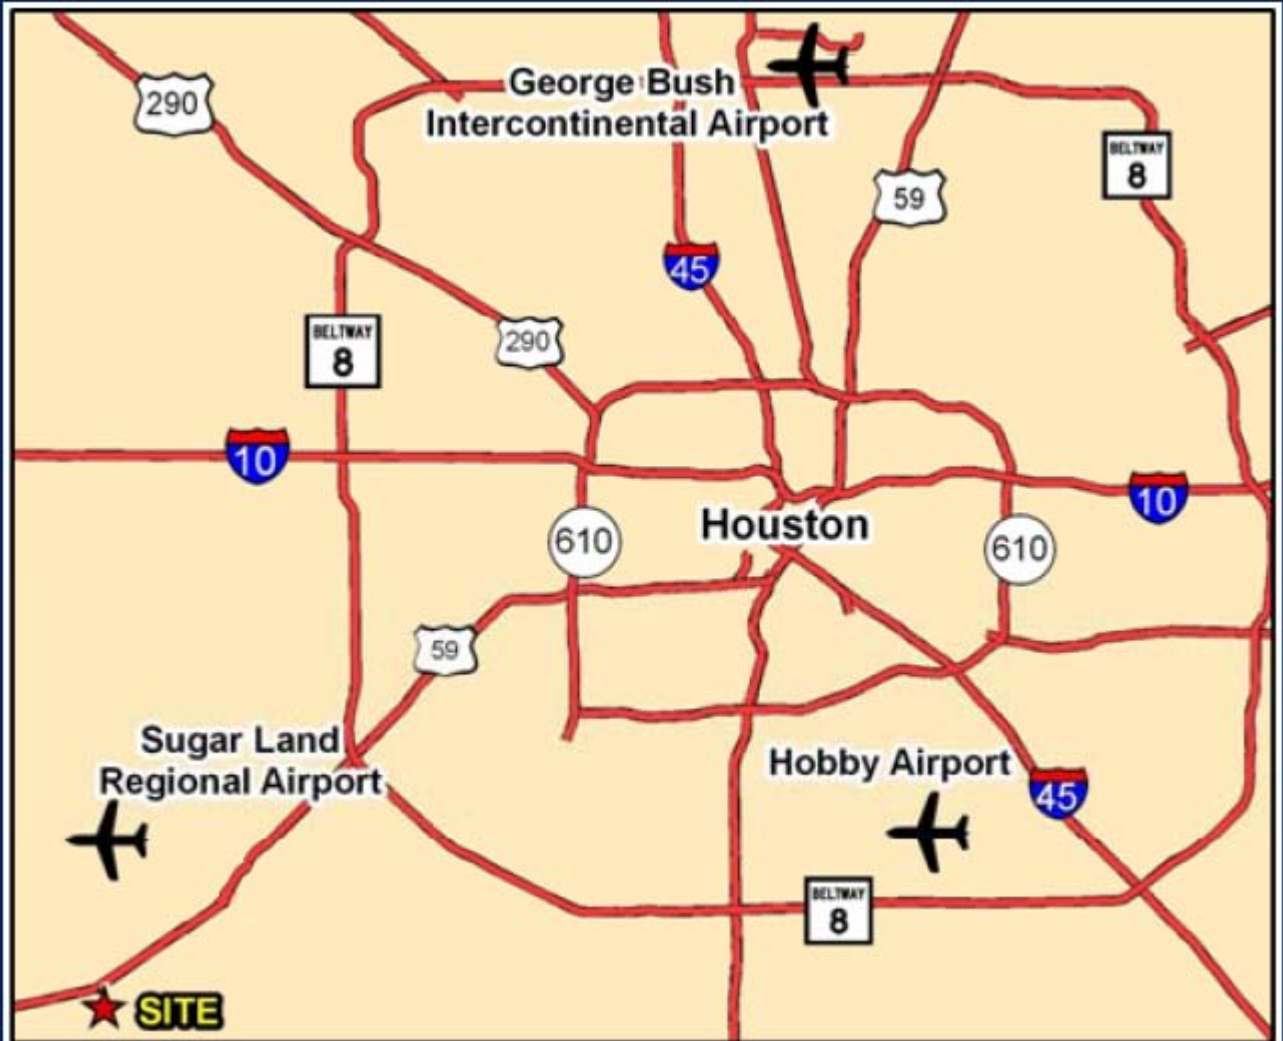 George Bush
Intercontinental Airport
290
BELTWAY
8
59
45
290
BELTWAY
8
10
10
Houston
610
610
59
Sugar Land
Regional Airport
Hobby Airport
45
BELTWAY
8
SITE